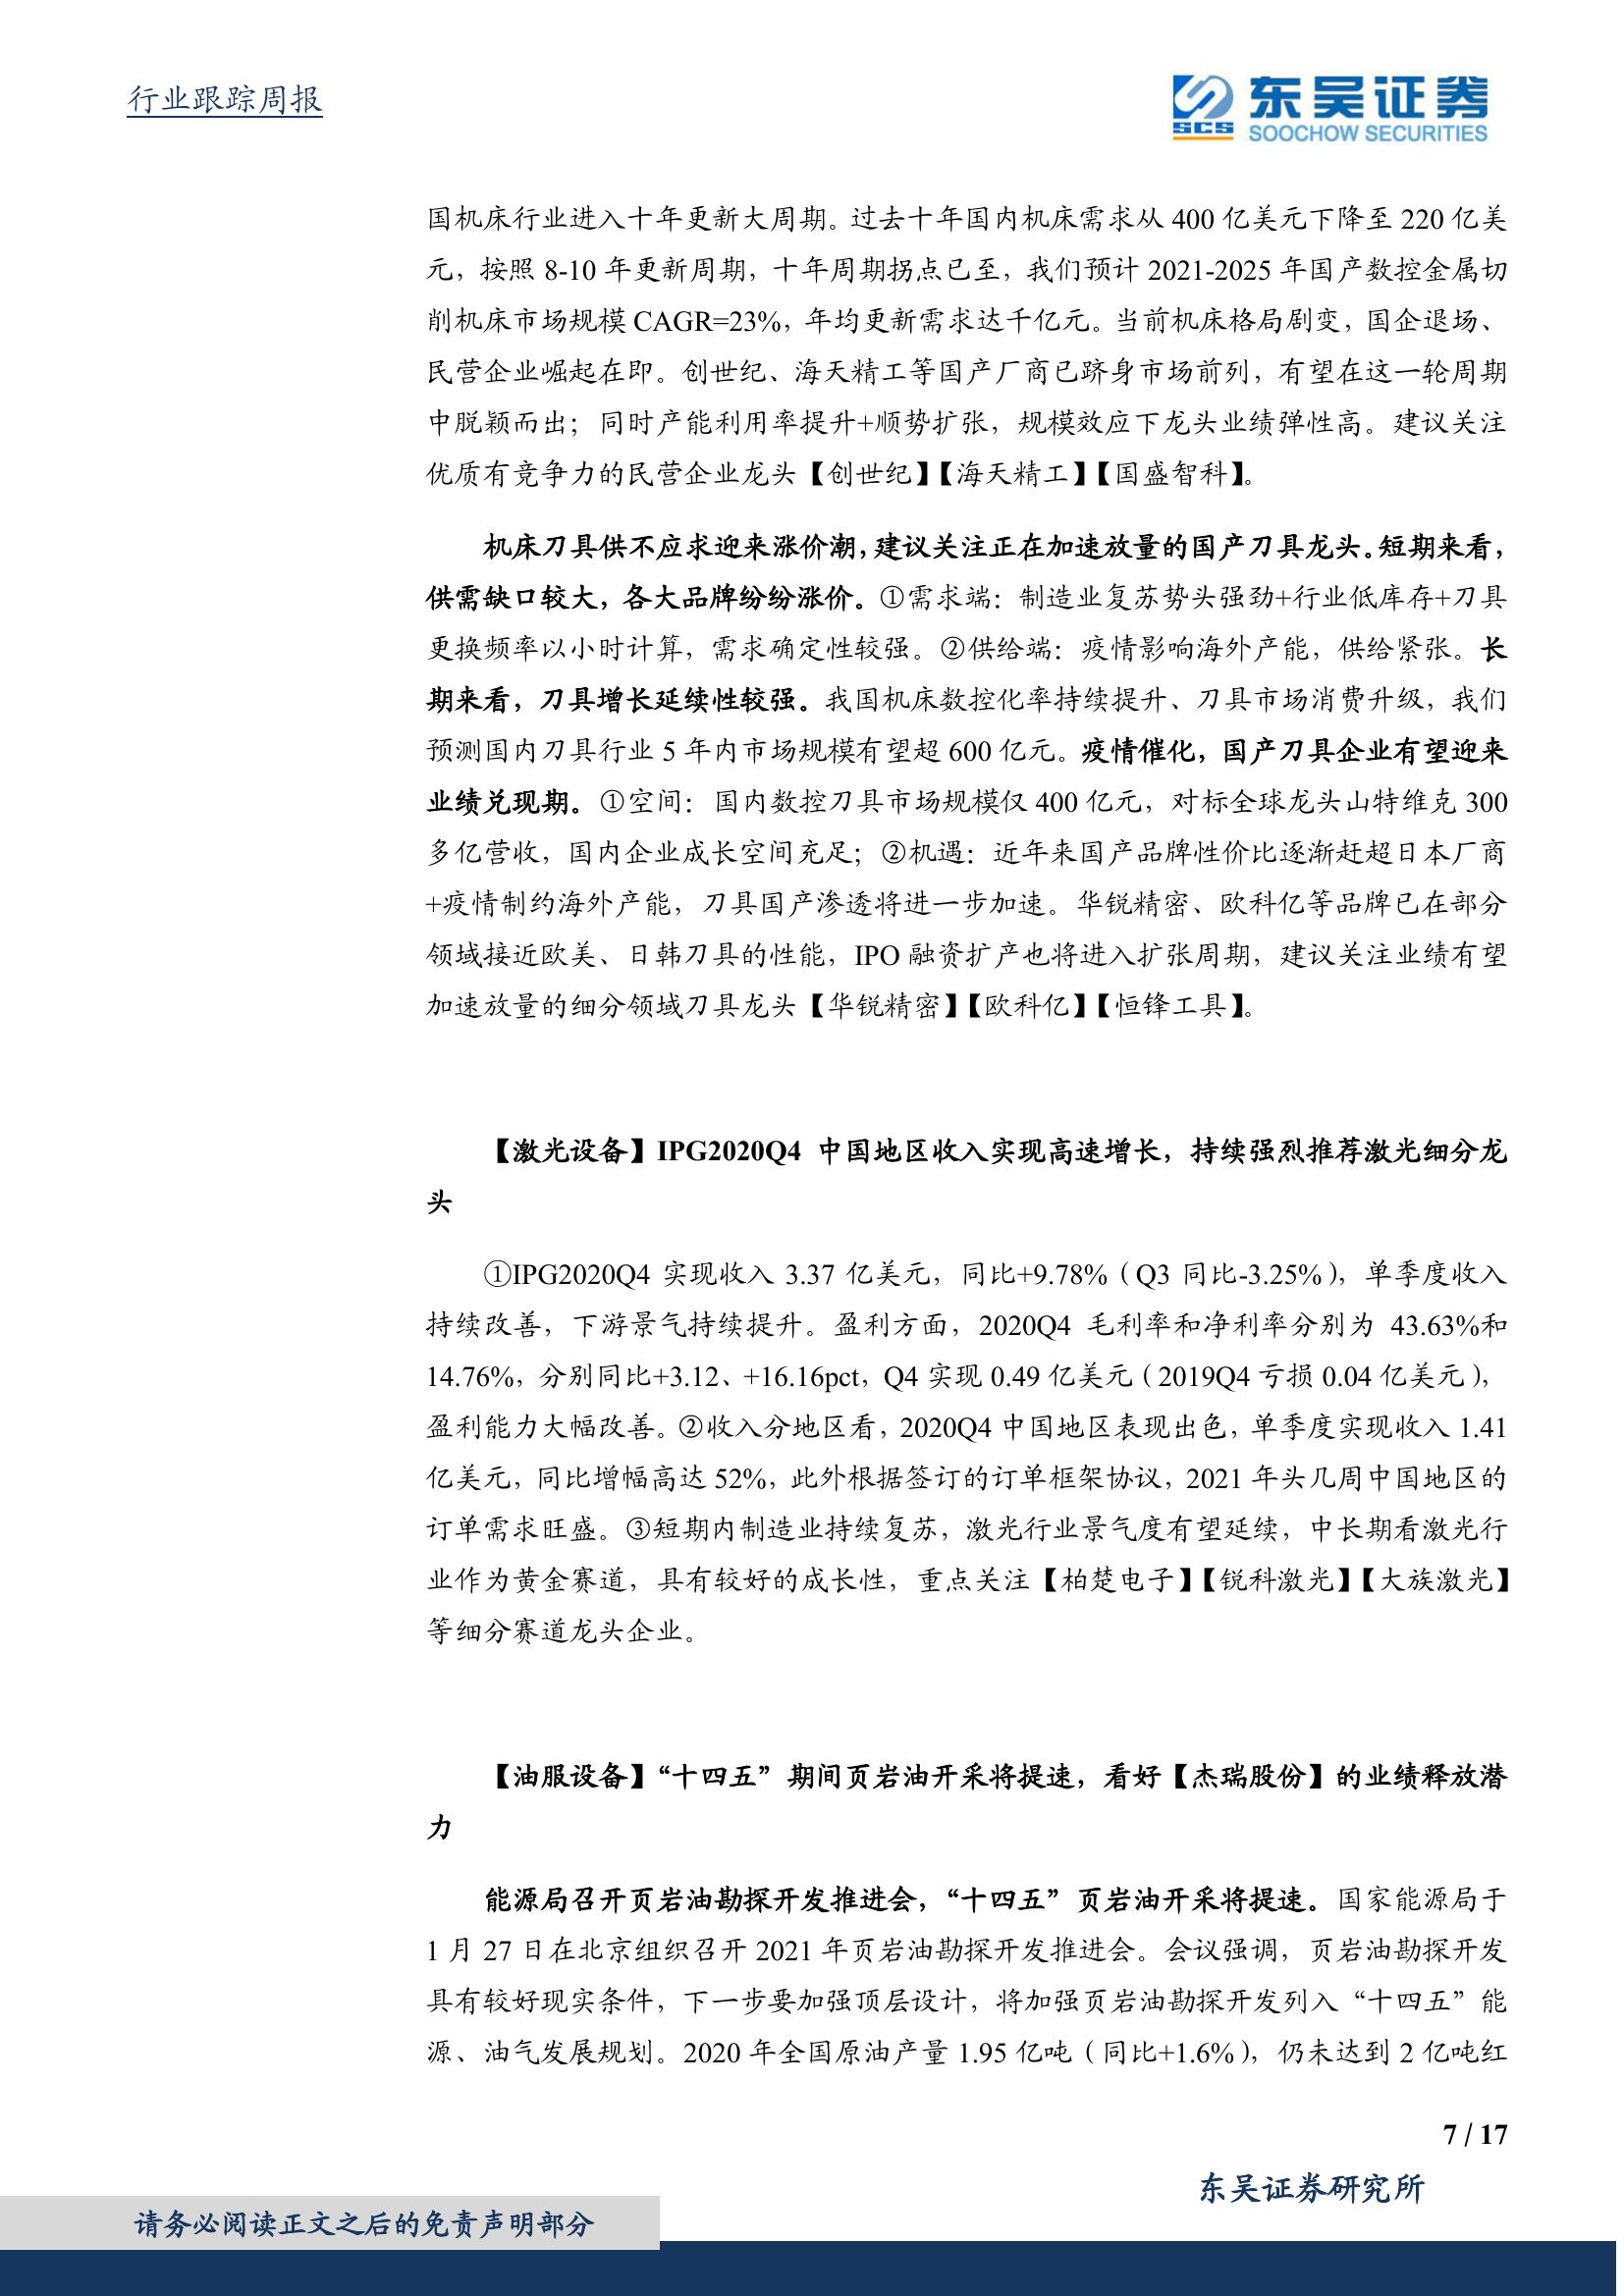 行业跟踪周报
SCS
东吴证券
SOOCHOW SECURITIES
国机床行业进入十年更新大周期。过去十年国内机床需求从 400 亿美元下降至 220 亿美
元，按照 8-10 年更新周期，十年周期拐点已至，我们预计 2021-2025 年国产数控金属切
削机床市场规模 CAGR=23%，年均更新需求达千亿元。当前机床格局剧变，国企退场、
民营企业崛起在即。创世纪、海天精工等国产厂商已跻身市场前列，有望在这一轮周期
中脱颖而出；同时产能利用率提升+顺势扩张，规模效应下龙头业绩弹性高。建议关注
优质有竞争力的民营企业龙头【创世纪】【海天精工】【国盛智科】。
机床刀具供不应求迎来涨价潮，建议关注正在加速放量的国产刀具龙头。短期来看，
供需缺口较大，各大品牌纷纷涨价。①需求端：制造业复苏势头强劲+行业低库存+刀具
更换频率以小时计算，需求确定性较强。②供给端：疫情影响海外产能，供给紧张。长
期来看，刀具增长延续性较强。我国机床数控化率持续提升、刀具市场消费升级，我们
预测国内刀具行业 5 年内市场规模有望超 600 亿元。疫情催化，国产刀具企业有望迎来
业绩兑现期。①空间：国内数控刀具市场规模仅 400 亿元，对标全球龙头山特维克 300
多亿营收，国内企业成长空间充足；②机遇：近年来国产品牌性价比逐渐赶超日本厂商
+疫情制约海外产能，刀具国产渗透将进一步加速。华锐精密、欧科亿等品牌已在部分
领域接近欧美、日韩刀具的性能，IPO 融资扩产也将进入扩张周期，建议关注业绩有望
加速放量的细分领域刀具龙头【华锐精密】【欧科亿】【恒锋工具】。
【激光设备】IPG2020Q4 中国地区收入实现高速增长，持续强烈推荐激光细分龙
头
①IPG2020Q4 实现收入 3.37 亿美元，同比+9.78%（Q3 同比-3.25%），单季度收入
持续改善，下游景气持续提升。盈利方面，2020Q4 毛利率和净利率分别为 43.63%和
14.76%，分别同比+3.12、+16.16pct，Q4 实现 0.49 亿美元（2019Q4 亏损 0.04 亿美元），
盈利能力大幅改善。②收入分地区看，2020Q4 中国地区表现出色，单季度实现收入 1.41
亿美元，同比增幅高达 52%，此外根据签订的订单框架协议，2021 年头几周中国地区的
订单需求旺盛。③短期内制造业持续复苏，激光行业景气度有望延续，中长期看激光行
业作为黄金赛道，具有较好的成长性，重点关注【柏楚电子】【锐科激光】【大族激光】
等细分赛道龙头企业。
【油服设备】“十四五”期间页岩油开采将提速，看好【杰瑞股份】的业绩释放潜
力
能源局召开页岩油勘探开发推进会，“十四五”页岩油开采将提速。国家能源局于
1 月 27 日在北京组织召开 2021 年页岩油勘探开发推进会。会议强调，页岩油勘探开发
具有较好现实条件，下一步要加强顶层设计，将加强页岩油勘探开发列入“十四五”能
源、油气发展规划。2020 年全国原油产量 1.95 亿吨（同比+1.6%），仍未达到 2 亿吨红
7 / 17
东吴证券研究所
请务必阅读正文之后的免责声明部分